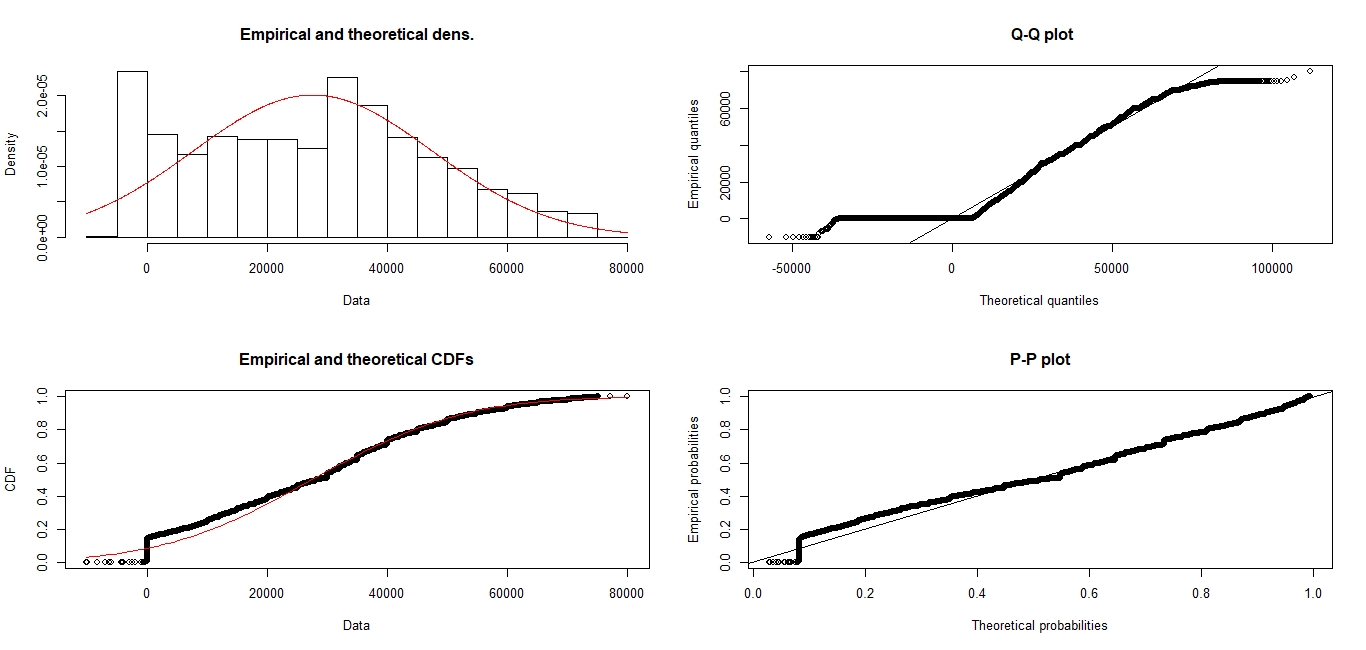 Empirical and theoretical dens.
Density
0.0e+00 1.0e-05 2.0e-05
0 20000 40000 60000 80000
Data
Q-Q plot
Empirical quantiles
0 20000 60000
-50000 0 50000 100000
Theoretical quantiles
Empirical and theoretical CDFs
CDF
0.0 0.2 0.4 0.6 0.8 1.0
0 20000 40000 60000 80000
Data
P-P plot
Empirical probabilities
0.0 0.2 0.4 0.6 0.8 1.0
0.0 0.2 0.4 0.6 0.8 1.0
Theoretical probabilities